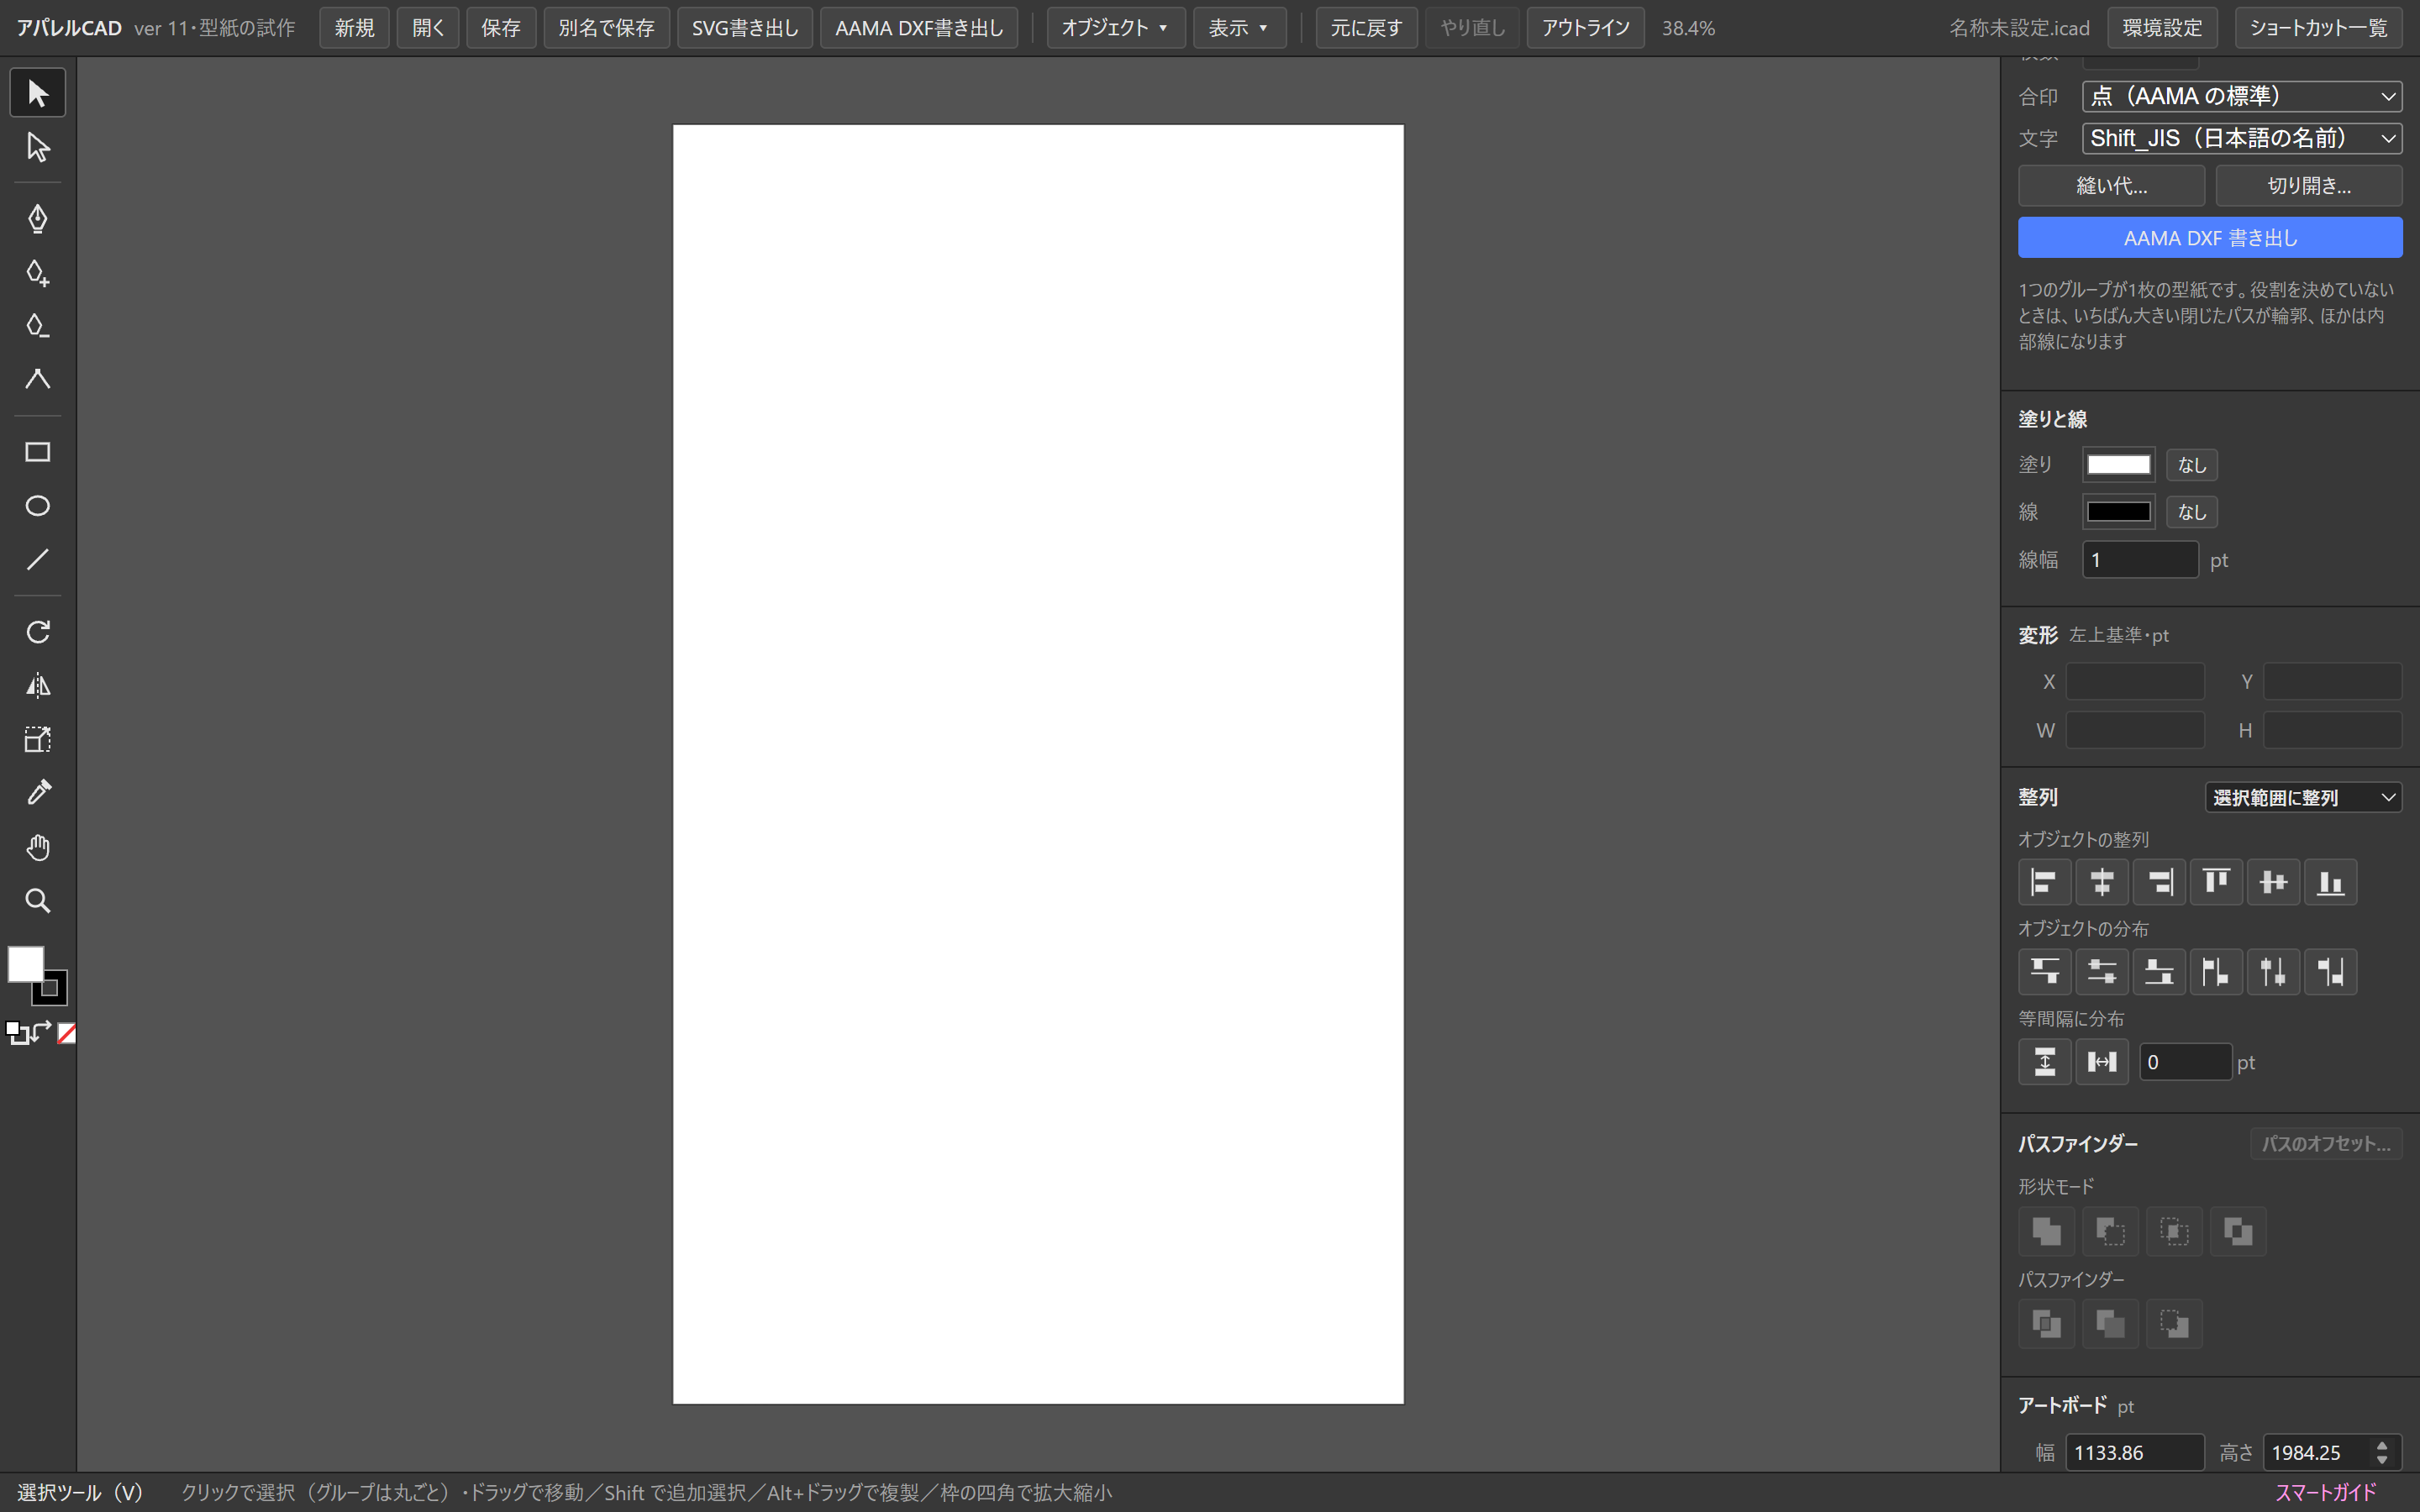 アパレルCAD ver 11・型紙の試作 新規 開く 保存 別名で保存 SVG書き出し AAMA DXF書き出し オブジェクト ▼ 表示 ▼ 元に戻す やり直し アウトライン 38.4% 名称未設定.icad 環境設定 ショートカット一覧
合印 点（AAMA の標準）
文字 Shift_JIS（日本語の名前）
縫い代... 切り開き...
AAMA DXF 書き出し
1つのグループが1枚の型紙です。役割を決めていない
ときは、いちばん大きい閉じたパスが輪郭、ほかは内
部線になります
塗りと線
塗り なし
線 なし
線幅 1 pt
変形 左上基準・pt
X Y
W H
整列 選択範囲に整列
オブジェクトの整列
オブジェクトの分布
等間隔に分布
0 pt
パスファインダー パスのオフセット...
形状モード
パスファインダー
アートボード pt
幅 1133.86 高さ 1984.25
選択ツール（V） クリックで選択（グループは丸ごと）・ドラッグで移動／Shift で追加選択／Alt+ドラッグで複製／枠の四角で拡大縮小 スマートガイド